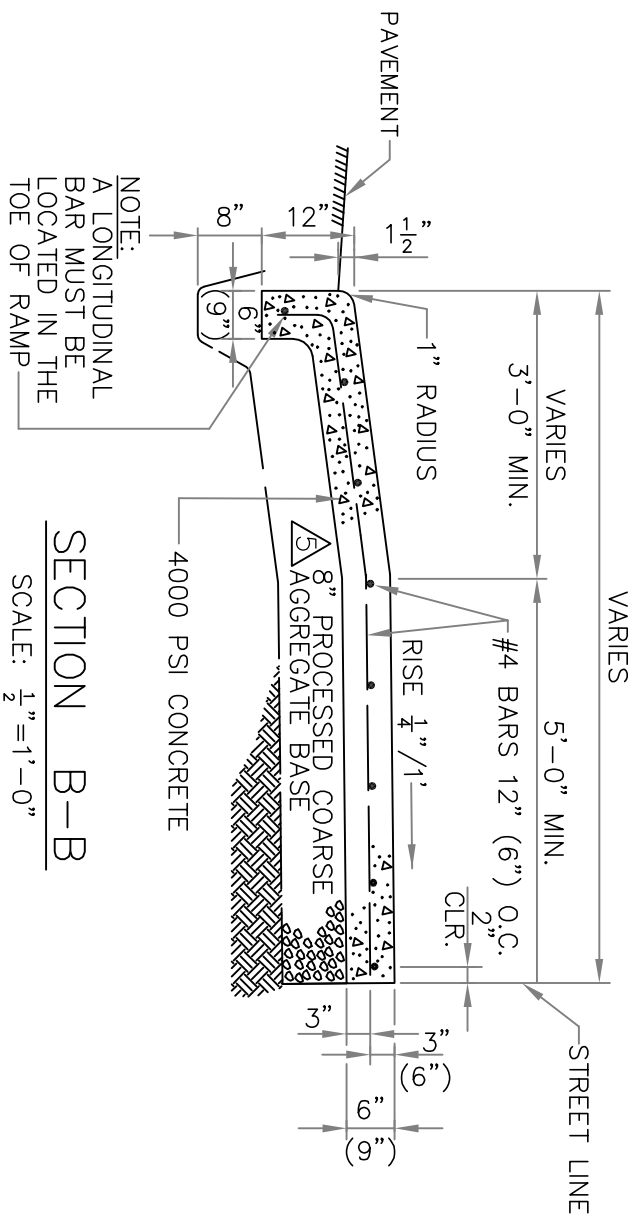 VARIES
VARIES
3'-0" MIN.
5'-0" MIN.
STREET LINE
#4 BARS 12" (6") O.C.
2"
CLR.
PAVEMENT
1" RADIUS
RISE 1/4"/1'
1 1/2"
12"
8"
6"
(9")
3"
3"
(6")
6"
(9")
5
8" PROCESSED COARSE
AGGREGATE BASE
4000 PSI CONCRETE
NOTE:
A LONGITUDINAL
BAR MUST BE
LOCATED IN THE
TOE OF RAMP
SECTION B-B
SCALE: 1/2"=1'-0"